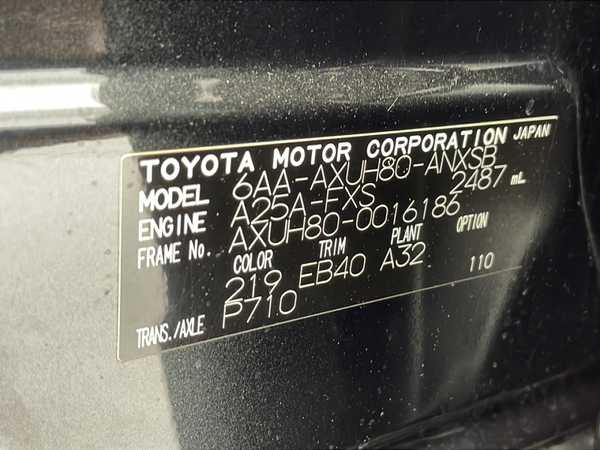 TOYOTA MOTOR CORPORATION JAPAN
MODEL 6AA-AXUH80-ANXSB
ENGINE A25A-FXS 2487 mL
FRAME No. AXUH80-0016186
COLOR TRIM PLANT OPTION
219 EB40 A32 110
TRANS./AXLE P710